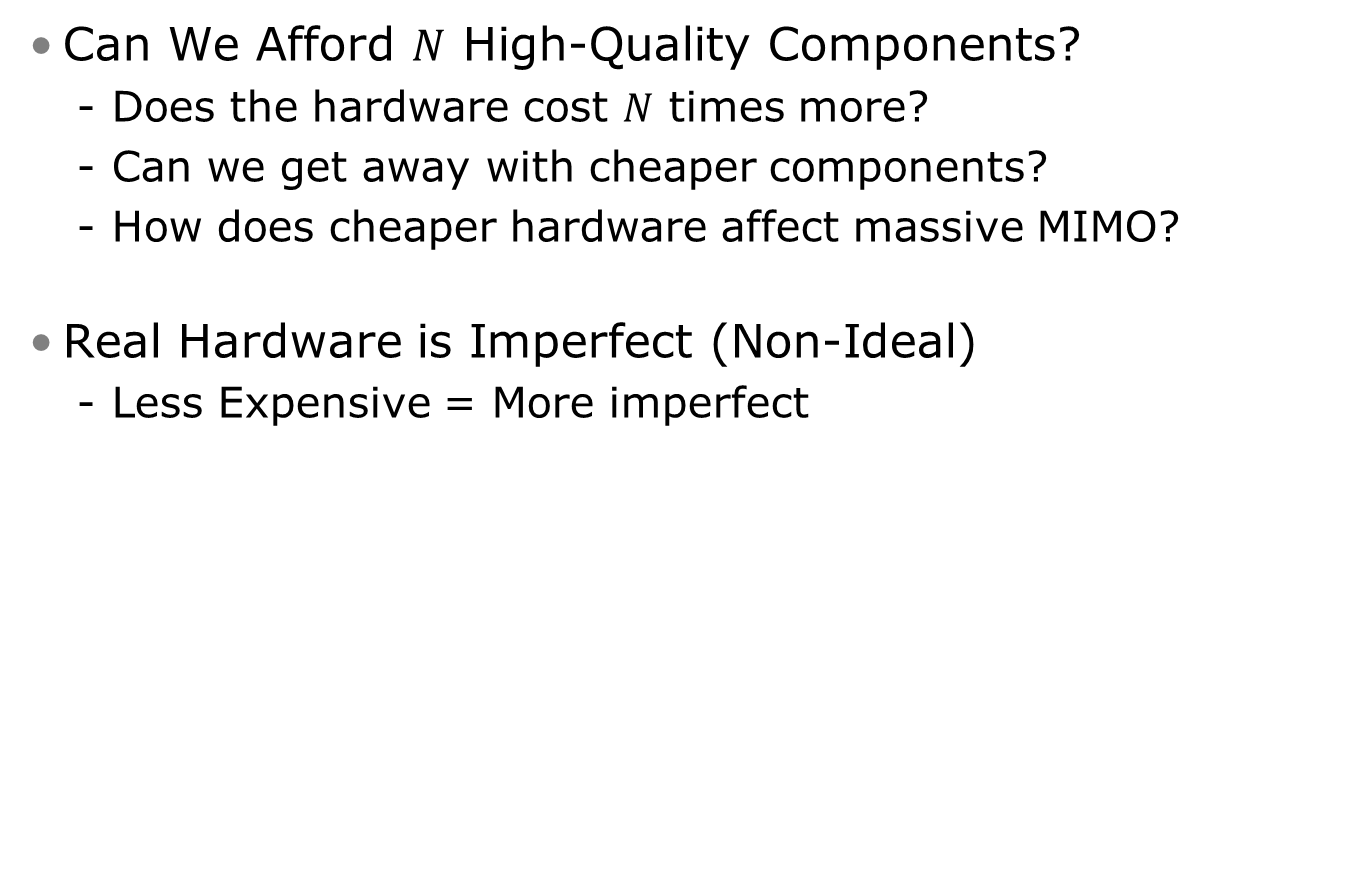 • Can We Afford N High-Quality Components?
- Does the hardware cost N times more?
- Can we get away with cheaper components?
- How does cheaper hardware affect massive MIMO?
• Real Hardware is Imperfect (Non-Ideal)
- Less Expensive = More imperfect